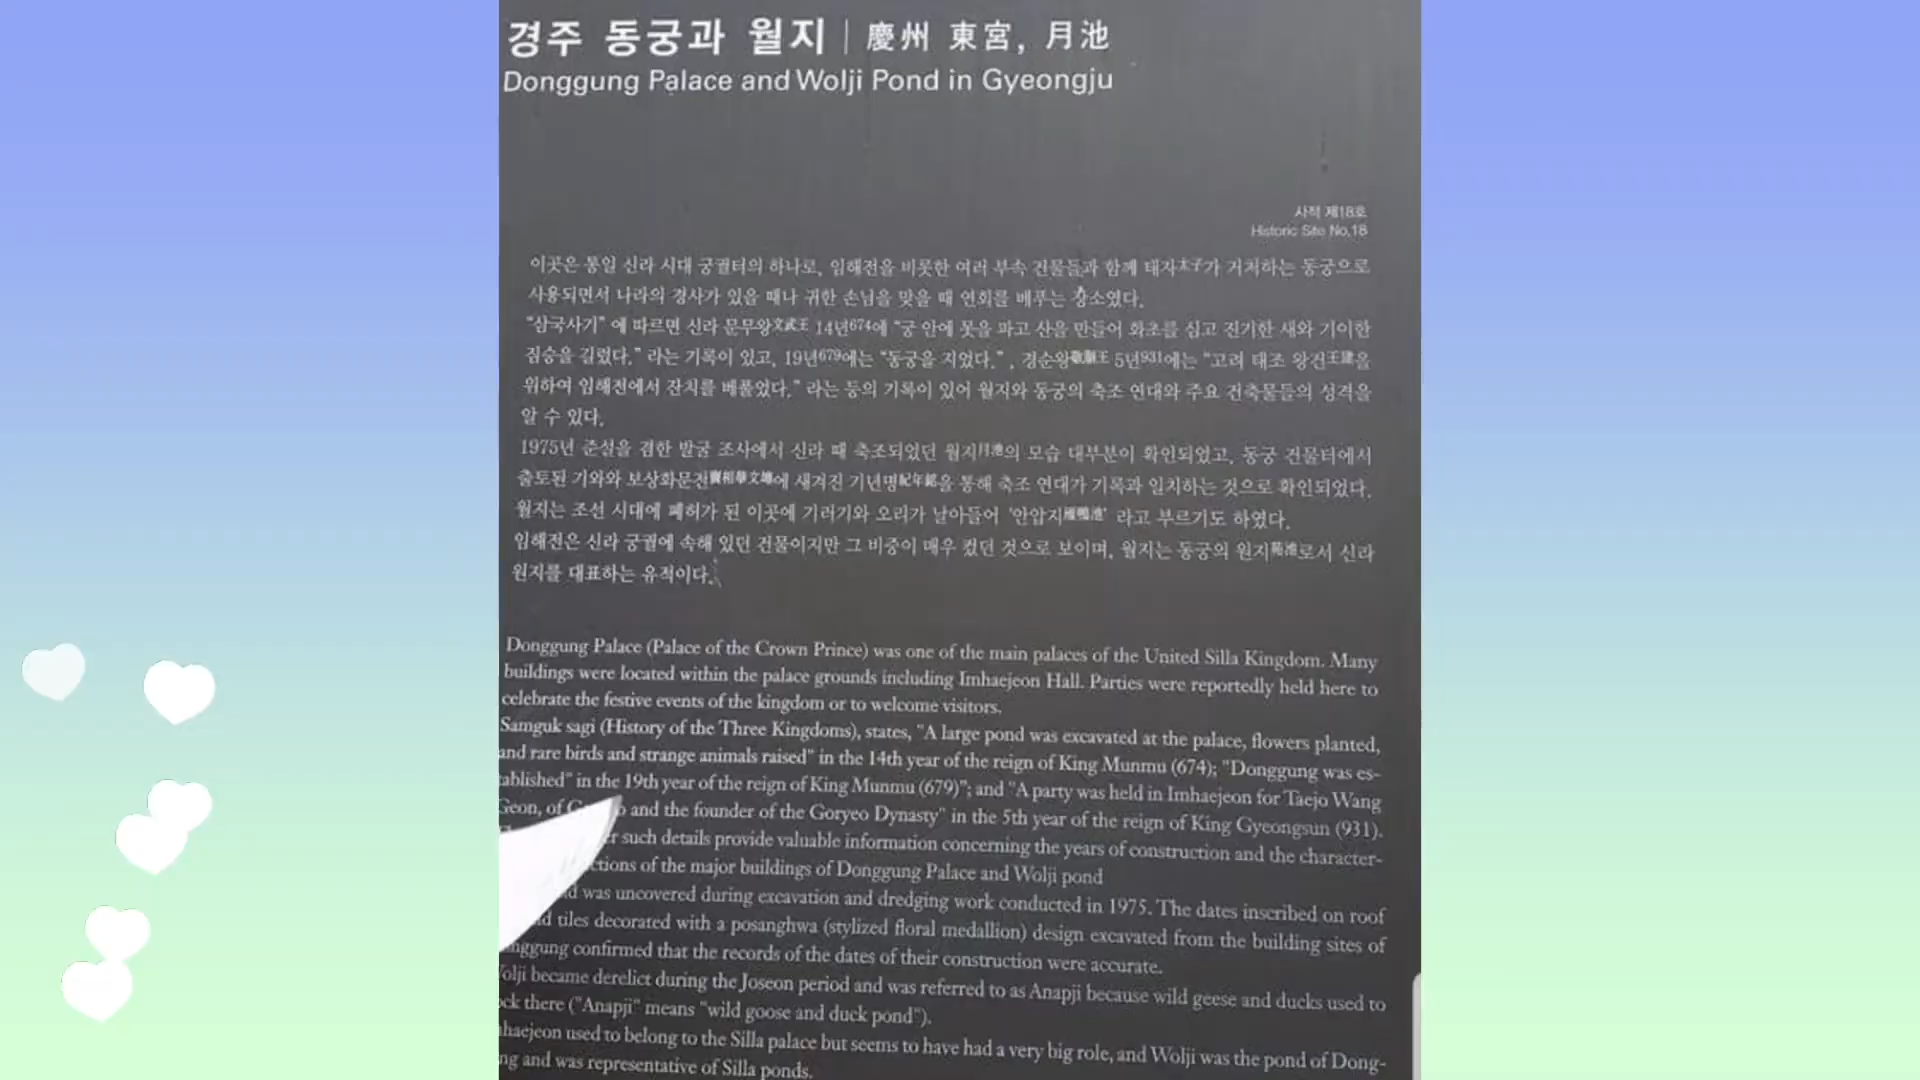 경주 동궁과 월지 | 慶州 東宮, 月池
Donggung Palace and Wolji Pond in Gyeongju
사적 제18호
Historic Site No.18
이곳은 통일 신라 시대 궁궐터의 하나로, 임해전을 비롯한 여러 부속 건물들과 함께 태자太子가 거처하는 동궁으로
사용되면서 나라의 경사가 있을 때나 귀한 손님을 맞을 때 연회를 베푸는 장소였다.
"삼국사기" 에 따르면 신라 문무왕文武王 14년674에 "궁 안에 못을 파고 산을 만들어 화초를 심고 진기한 새와 기이한
짐승을 길렀다." 라는 기록이 있고, 19년679에는 "동궁을 지었다." , 경순왕敬順王 5년931에는 "고려 태조 왕건王建을
위하여 임해전에서 잔치를 베풀었다." 라는 등의 기록이 있어 월지와 동궁의 축조 연대와 주요 건축물들의 성격을
알 수 있다.
1975년 준설을 겸한 발굴 조사에서 신라 때 축조되었던 월지月池의 모습 대부분이 확인되었고, 동궁 건물터에서
출토된 기와와 보상화문전寶相華文塼에 새겨진 기년명紀年銘을 통해 축조 연대가 기록과 일치하는 것으로 확인되었다.
월지는 조선 시대에 폐허가 된 이곳에 기러기와 오리가 날아들어 '안압지雁鴨池' 라고 부르기도 하였다.
임해전은 신라 궁궐에 속해 있던 건물이지만 그 비중이 매우 컸던 것으로 보이며, 월지는 동궁의 원지苑池로서 신라
원지를 대표하는 유적이다.
Donggung Palace (Palace of the Crown Prince) was one of the main palaces of the United Silla Kingdom. Many
buildings were located within the palace grounds including Imhaejeon Hall. Parties were reportedly held here to
celebrate the festive events of the kingdom or to welcome visitors.
Samguk sagi (History of the Three Kingdoms), states, "A large pond was excavated at the palace, flowers planted,
and rare birds and strange animals raised" in the 14th year of the reign of King Munmu (674); "Donggung was es-
tablished" in the 19th year of the reign of King Munmu (679)"; and "A party was held in Imhaejeon for Taejo Wang
Geon, of and the founder of the Goryeo Dynasty" in the 5th year of the reign of King Gyeongsun (931).
such details provide valuable information concerning the years of construction and the character-
of the major buildings of Donggung Palace and Wolji pond
was uncovered during excavation and dredging work conducted in 1975. The dates inscribed on roof
tiles decorated with a posanghwa (stylized floral medallion) design excavated from the building sites of
nggung confirmed that the records of the dates of their construction were accurate.
olji became derelict during the Joseon period and was referred to as Anapji because wild geese and ducks used to
ck there ("Anapji" means "wild goose and duck pond").
haejeon used to belong to the Silla palace but seems to have had a very big role, and Wolji was the pond of Dong-
ng and was representative of Silla ponds.